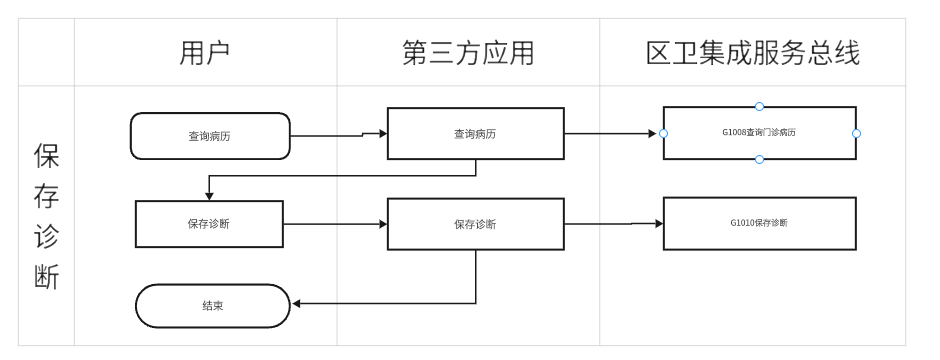 用户
第三方应用
区卫集成服务总线
保存诊断
查询病历
查询病历
G1008查询门诊病历
保存诊断
保存诊断
G1010保存诊断
结束